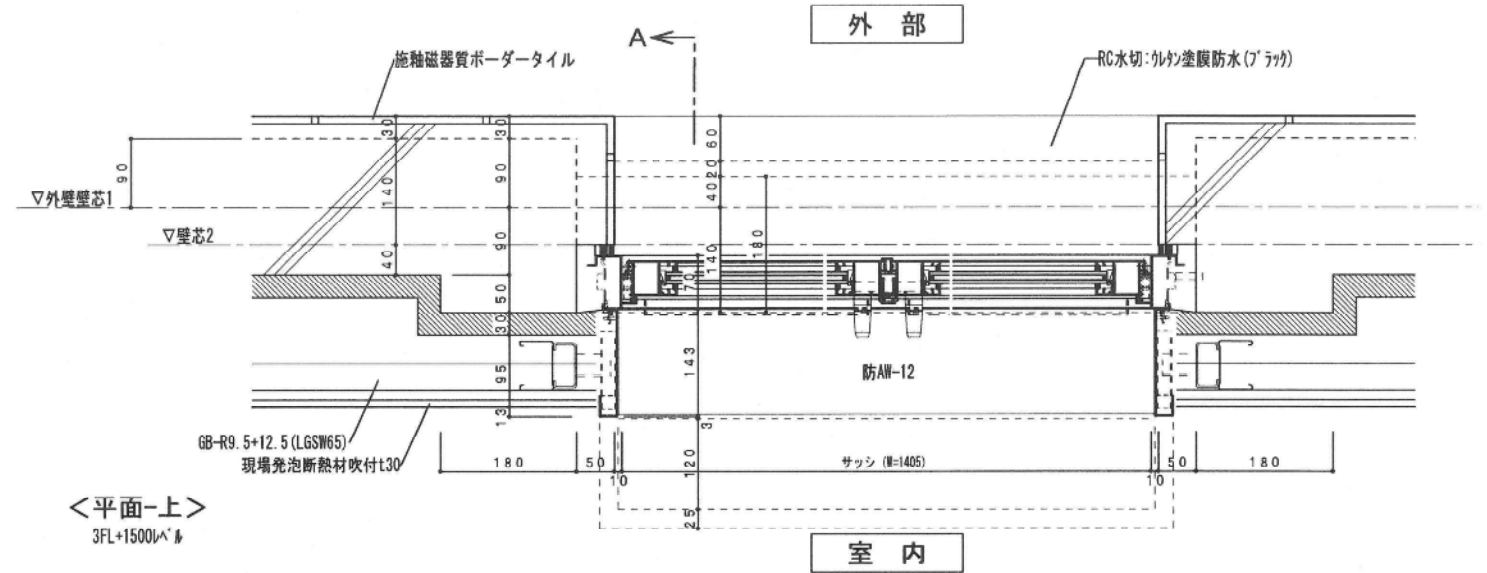 外 部
A
施釉磁器質ボーダータイル
RC水切:ウレタン塗膜防水(ブラック)
30
30
60
90
90
140
20
40
▽外壁壁芯1
▽壁芯2
180
90
40
140
70
50
30
143
防AW-12
95
13
3
GB-R9.5+12.5(LGSW65)
現場発泡断熱材吹付t30
180
50
10
120
サッシ (W=1405)
10
50
180
25
<平面-上>
3FL+1500レベル
室 内